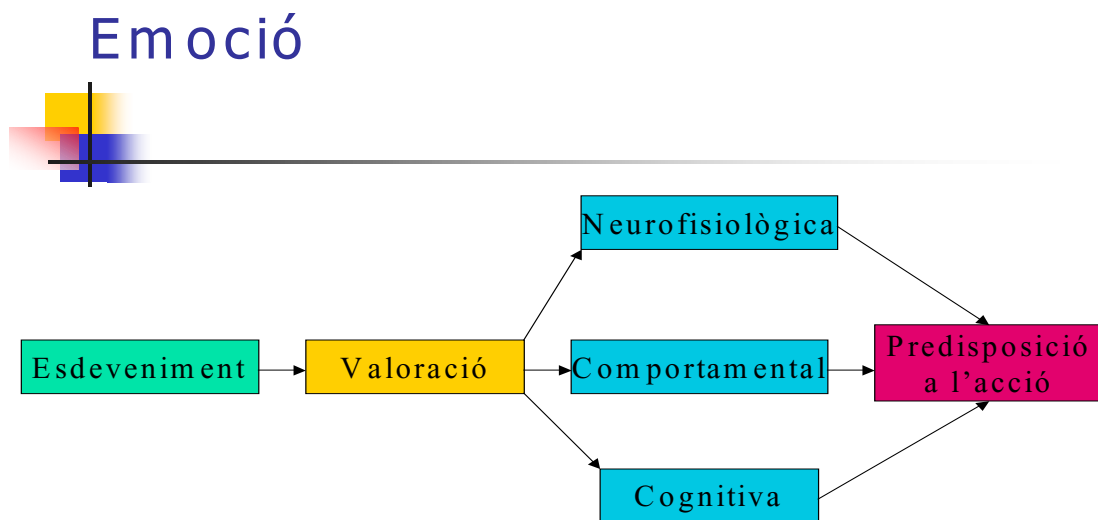 Emoció
Neurofisiològica
Esdeveniment
Valoració
Comportamental
Predisposició
a l’acció
Cognitiva